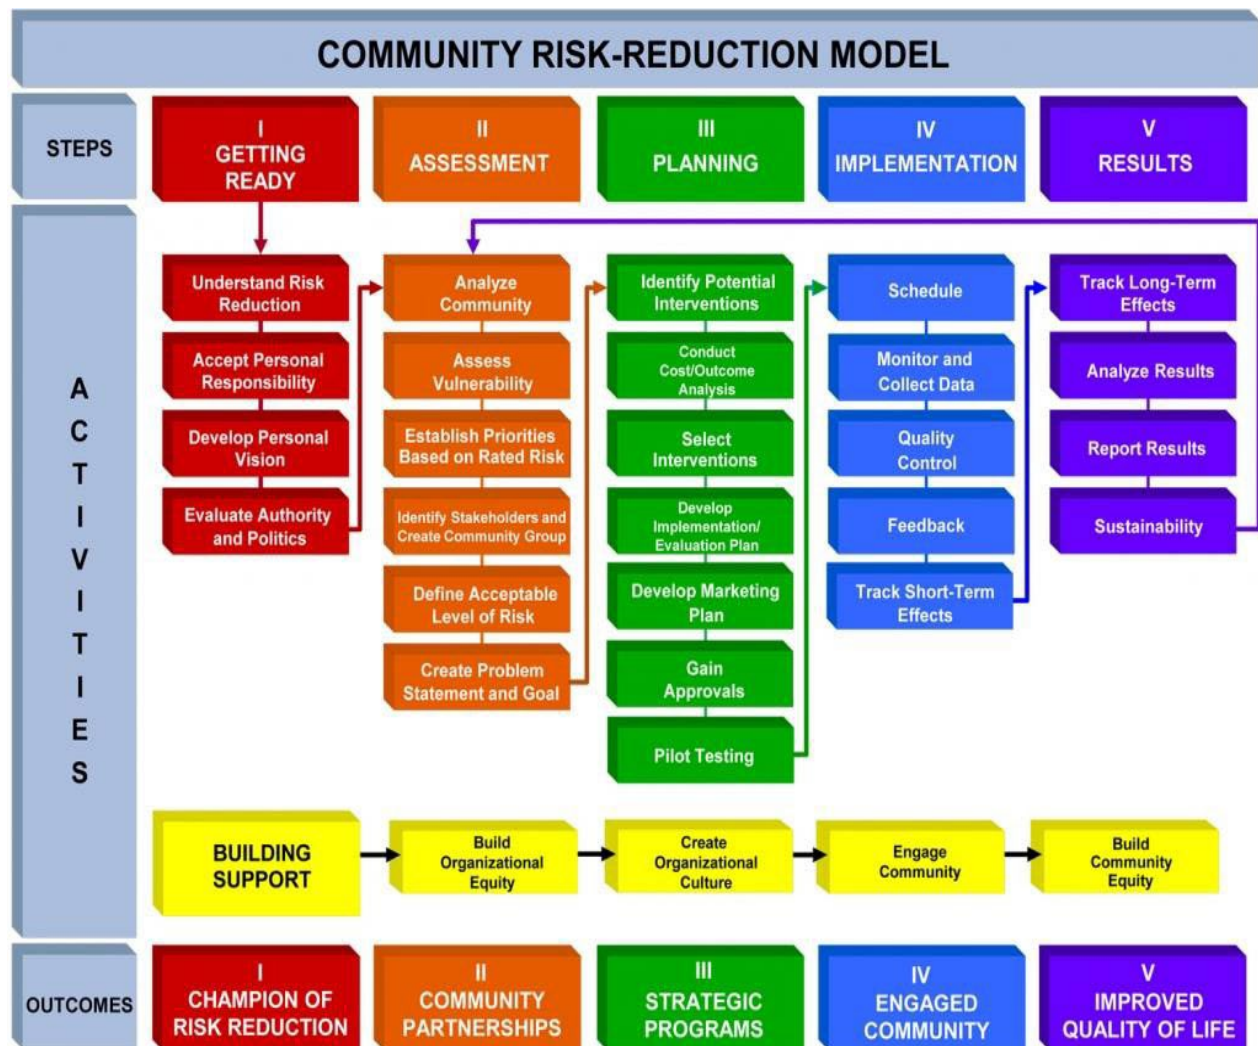 COMMUNITY RISK-REDUCTION MODEL
STEPS
I
GETTING
READY
II
ASSESSMENT
III
PLANNING
IV
IMPLEMENTATION
V
RESULTS
ACTIVITIES
Understand Risk
Reduction
Accept Personal
Responsibility
Develop Personal
Vision
Evaluate Authority
and Politics
Analyze
Community
Assess
Vulnerability
Establish Priorities
Based on Rated Risk
Identify Stakeholders and
Create Community Group
Define Acceptable
Level of Risk
Create Problem
Statement and Goal
Identify Potential
Interventions
Conduct
Cost/Outcome
Analysis
Select
Interventions
Develop
Implementation/
Evaluation Plan
Develop Marketing
Plan
Gain
Approvals
Pilot Testing
Schedule
Monitor and
Collect Data
Quality
Control
Feedback
Track Short-Term
Effects
Track Long-Term
Effects
Analyze Results
Report Results
Sustainability
BUILDING
SUPPORT
Build
Organizational
Equity
Create
Organizational
Culture
Engage
Community
Build
Community
Equity
OUTCOMES
I
CHAMPION OF
RISK REDUCTION
II
COMMUNITY
PARTNERSHIPS
III
STRATEGIC
PROGRAMS
IV
ENGAGED
COMMUNITY
V
IMPROVED
QUALITY OF LIFE